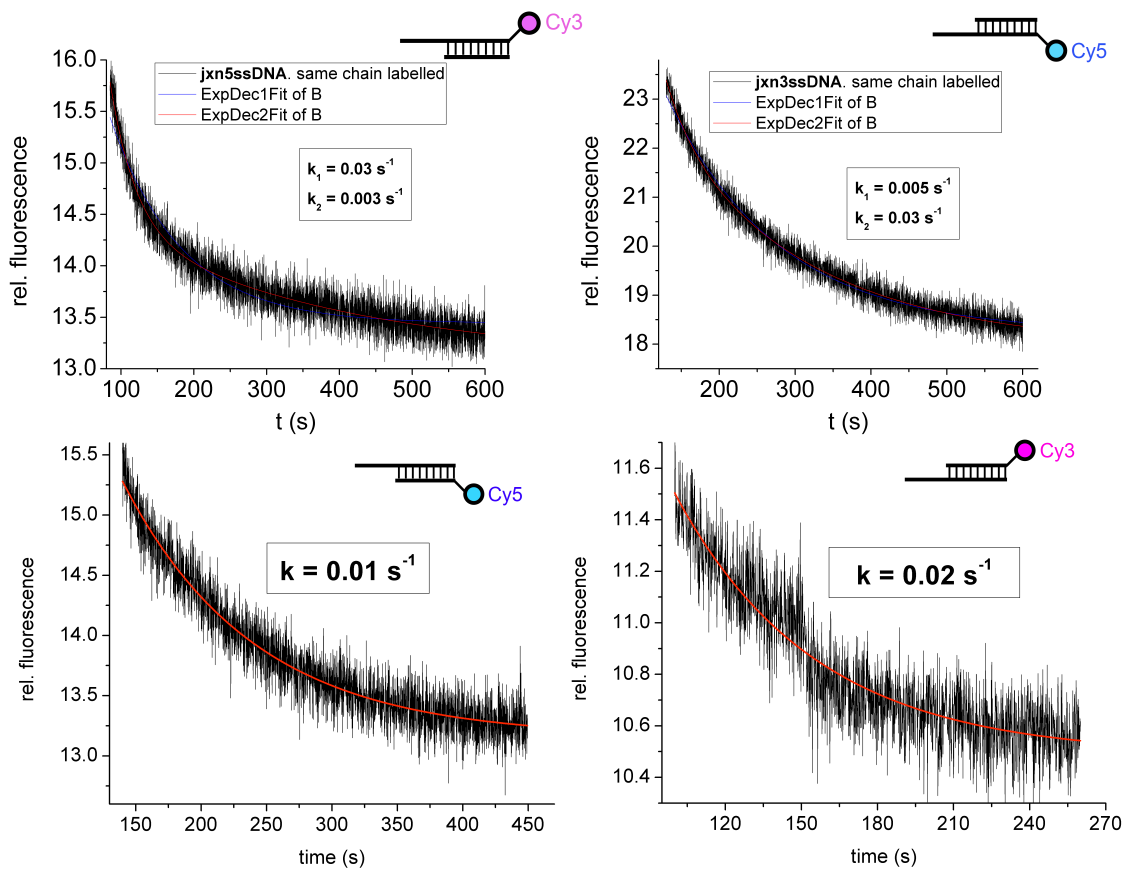 Cy3
jxn5ssDNA. same chain labelled
ExpDec1Fit of B
ExpDec2Fit of B
k1 = 0.03 s-1
k2 = 0.003 s-1
rel. fluorescence
16.0
15.5
15.0
14.5
14.0
13.5
13.0
100 200 300 400 500 600
t (s)
Cy5
jxn3ssDNA. same chain labelled
ExpDec1Fit of B
ExpDec2Fit of B
k1 = 0.005 s-1
k2 = 0.03 s-1
rel. fluorescence
23
22
21
20
19
18
200 300 400 500 600
t (s)
Cy5
k = 0.01 s-1
rel. fluorescence
15.5
15.0
14.5
14.0
13.5
13.0
150 200 250 300 350 400 450
time (s)
Cy3
k = 0.02 s-1
rel. fluorescence
11.6
11.4
11.2
11.0
10.8
10.6
10.4
120 150 180 210 240 270
time (s)